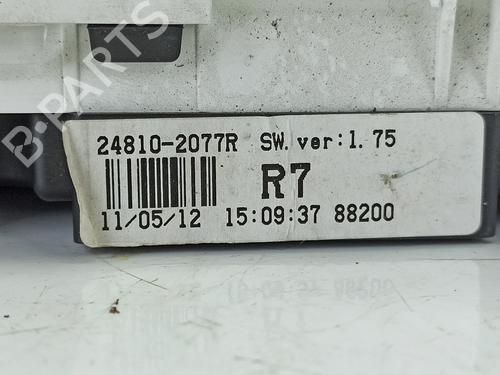 B-PARTS
24810-2077R SW. ver:1. 75
R7
11/05/12 15:09:37 88200